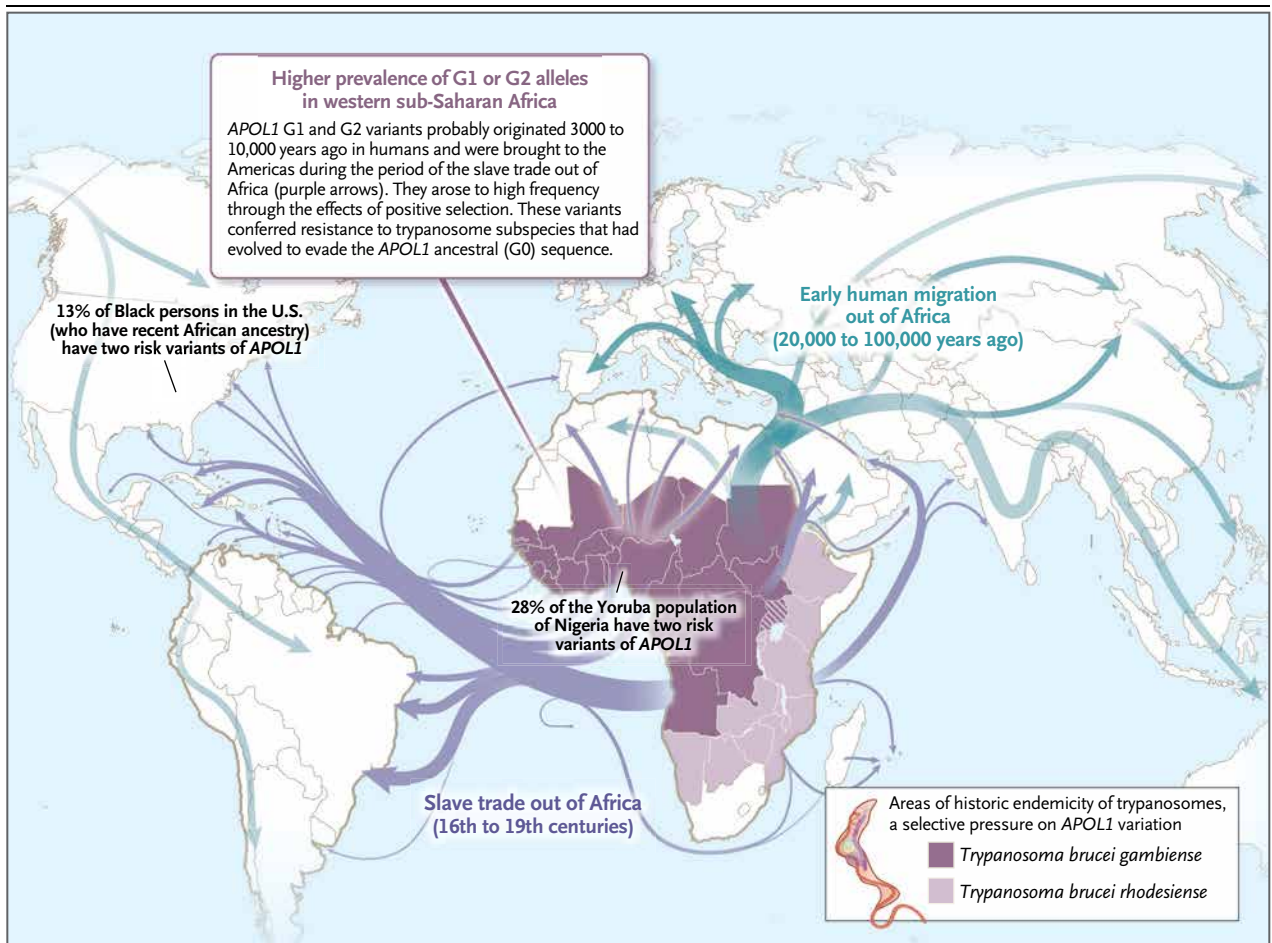 Higher prevalence of G1 or G2 alleles
in western sub-Saharan Africa
APOL1 G1 and G2 variants probably originated 3000 to
10,000 years ago in humans and were brought to the
Americas during the period of the slave trade out of
Africa (purple arrows). They arose to high frequency
through the effects of positive selection. These variants
conferred resistance to trypanosome subspecies that had
evolved to evade the APOL1 ancestral (G0) sequence.
13% of Black persons in the U.S.
(who have recent African ancestry)
have two risk variants of APOL1
Early human migration
out of Africa
(20,000 to 100,000 years ago)
28% of the Yoruba population
of Nigeria have two risk
variants of APOL1
Slave trade out of Africa
(16th to 19th centuries)
Areas of historic endemicity of trypanosomes,
a selective pressure on APOL1 variation
Trypanosoma brucei gambiense
Trypanosoma brucei rhodesiense